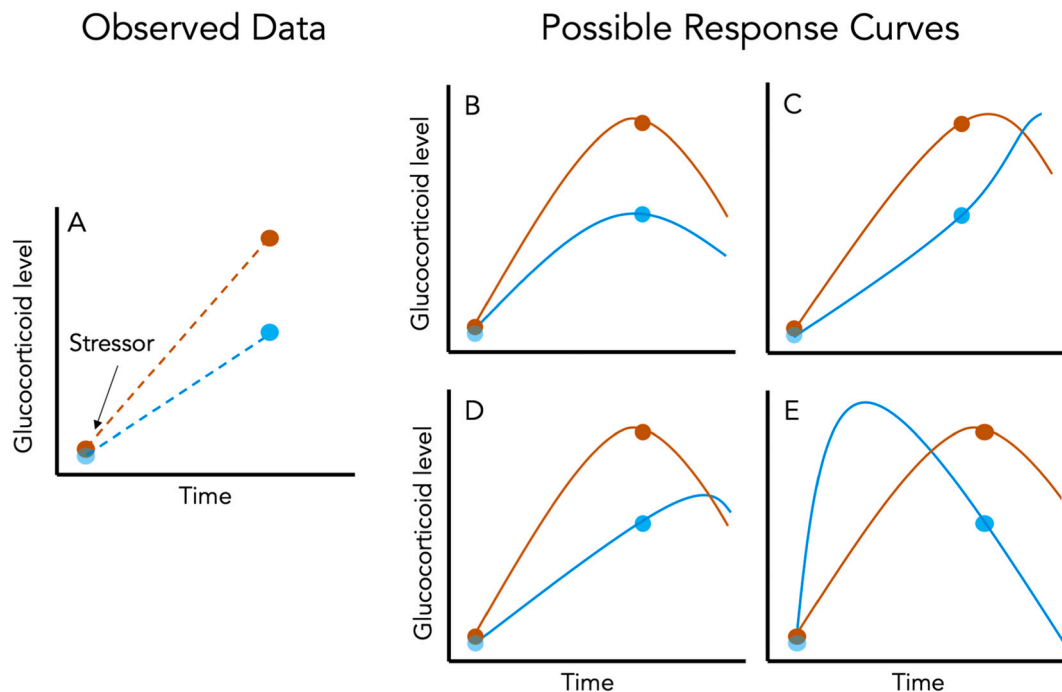 Observed Data
Possible Response Curves
A
Glucocorticoid level
Stressor
Time
B
Glucocorticoid level
C
D
Glucocorticoid level
Time
E
Time